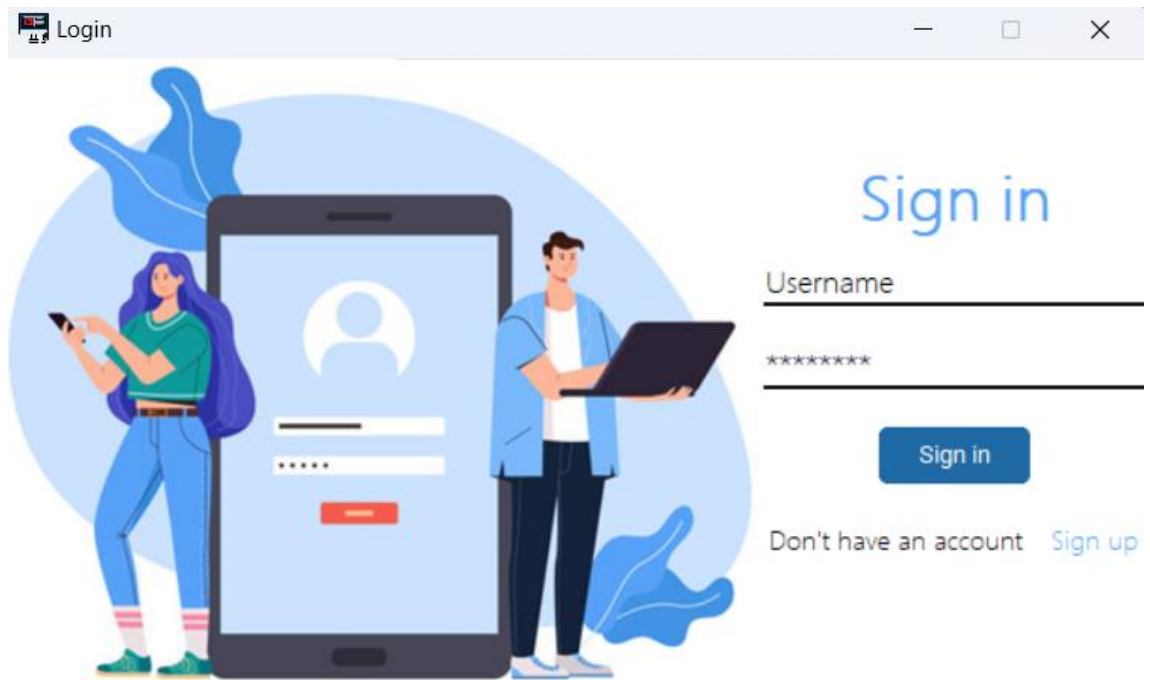 Login
Sign in
Username
********
Sign in
Don't have an account Sign up